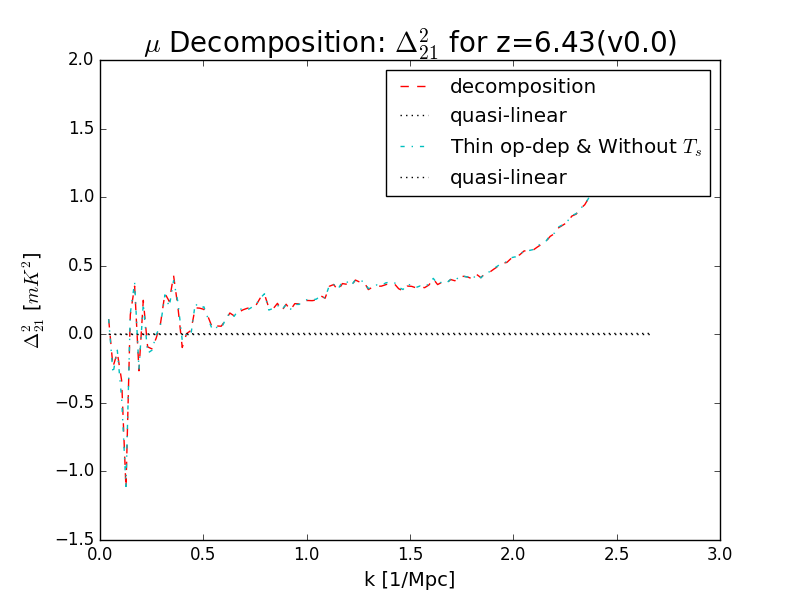 μ Decomposition: Δ²₂₁ for z=6.43(v0.0)
2.0
1.5
1.0
0.5
0.0
−0.5
−1.0
−1.5
Δ²₂₁ [mK²]
decomposition
quasi-linear
Thin op-dep & Without Tₛ
quasi-linear
0.0 0.5 1.0 1.5 2.0 2.5 3.0
k [1/Mpc]